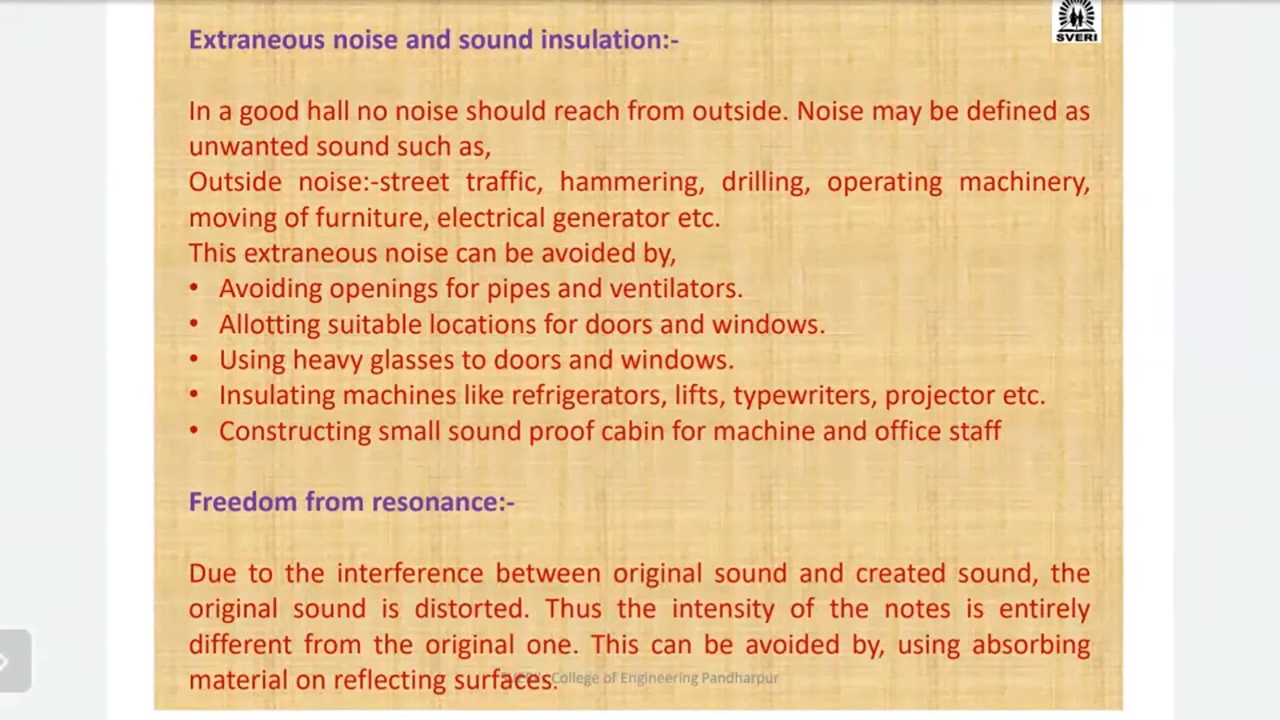 SVERI
Extraneous noise and sound insulation:-
In a good hall no noise should reach from outside. Noise may be defined as
unwanted sound such as,
Outside noise:-street traffic, hammering, drilling, operating machinery,
moving of furniture, electrical generator etc.
This extraneous noise can be avoided by,
• Avoiding openings for pipes and ventilators.
• Allotting suitable locations for doors and windows.
• Using heavy glasses to doors and windows.
• Insulating machines like refrigerators, lifts, typewriters, projector etc.
• Constructing small sound proof cabin for machine and office staff
Freedom from resonance:-
Due to the interference between original sound and created sound, the
original sound is distorted. Thus the intensity of the notes is entirely
different from the original one. This can be avoided by, using absorbing
material on reflecting surfaces.
College of Engineering Pandharpur